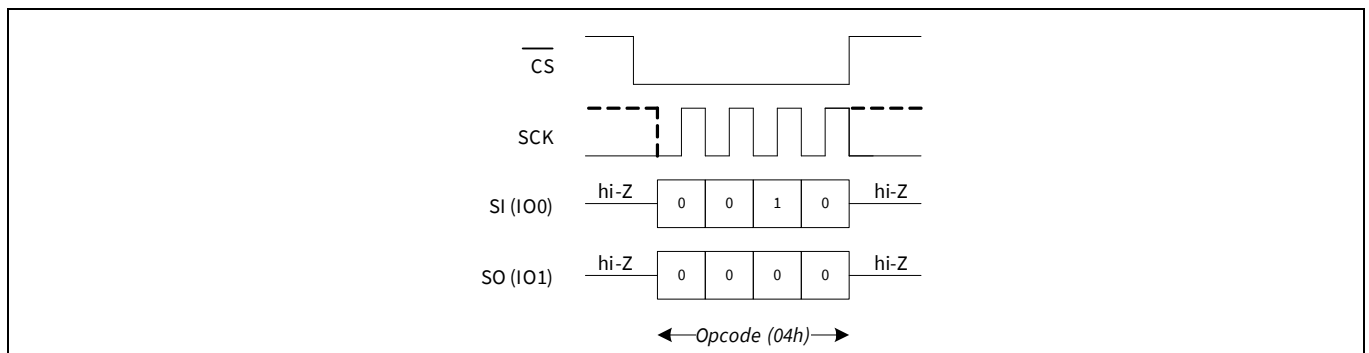 CS
SCK
hi-Z 0 0 1 0 hi-Z
SI (IO0)
hi-Z 0 0 0 0 hi-Z
SO (IO1)
Opcode (04h)